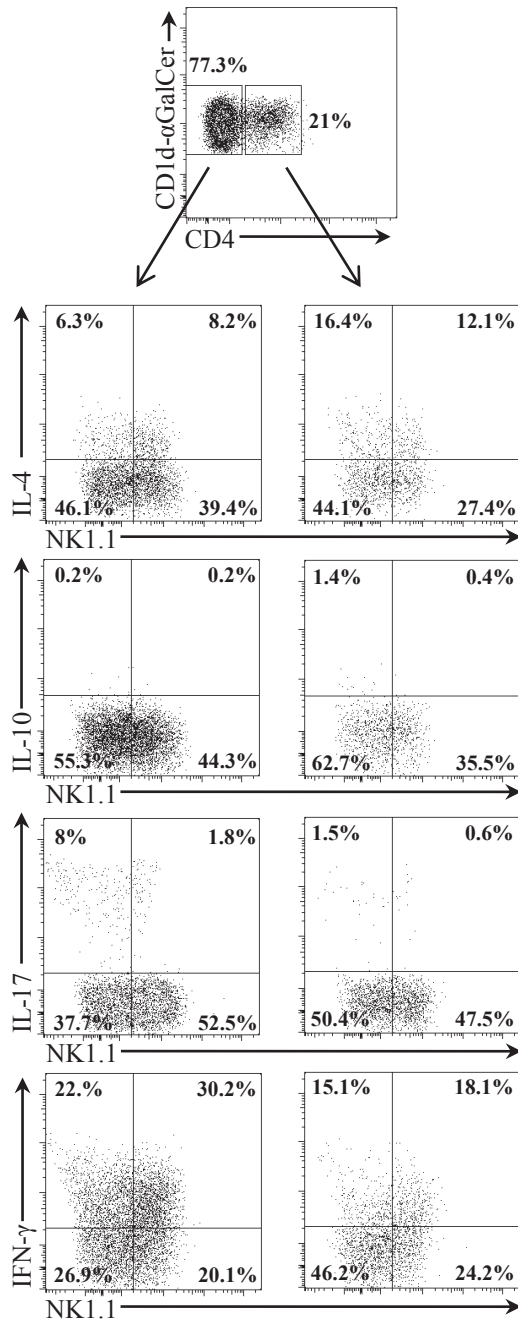 CD1d-αGalCer
77.3%
21%
CD4
6.3% 8.2% 16.4% 12.1%
IL-4
46.1% 39.4% 44.1% 27.4%
NK1.1
0.2% 0.2% 1.4% 0.4%
IL-10
55.3% 44.3% 62.7% 35.5%
NK1.1
8% 1.8% 1.5% 0.6%
IL-17
37.7% 52.5% 50.4% 47.5%
NK1.1
22.% 30.2% 15.1% 18.1%
IFN-γ
26.9% 20.1% 46.2% 24.2%
NK1.1